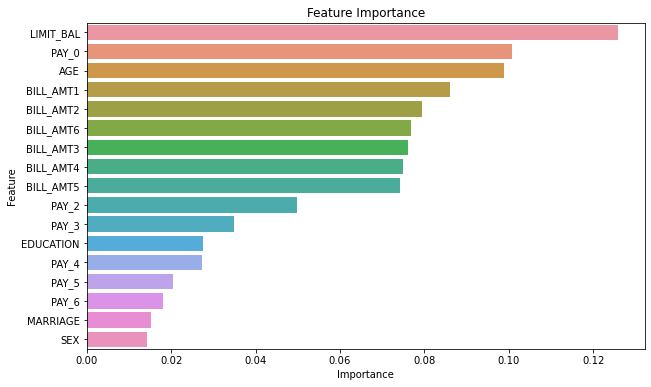 Feature Importance
LIMIT_BAL
PAY_0
AGE
BILL_AMT1
BILL_AMT2
BILL_AMT6
BILL_AMT3
BILL_AMT4
BILL_AMT5
PAY_2
PAY_3
EDUCATION
PAY_4
PAY_5
PAY_6
MARRIAGE
SEX
Feature
0.00 0.02 0.04 0.06 0.08 0.10 0.12
Importance